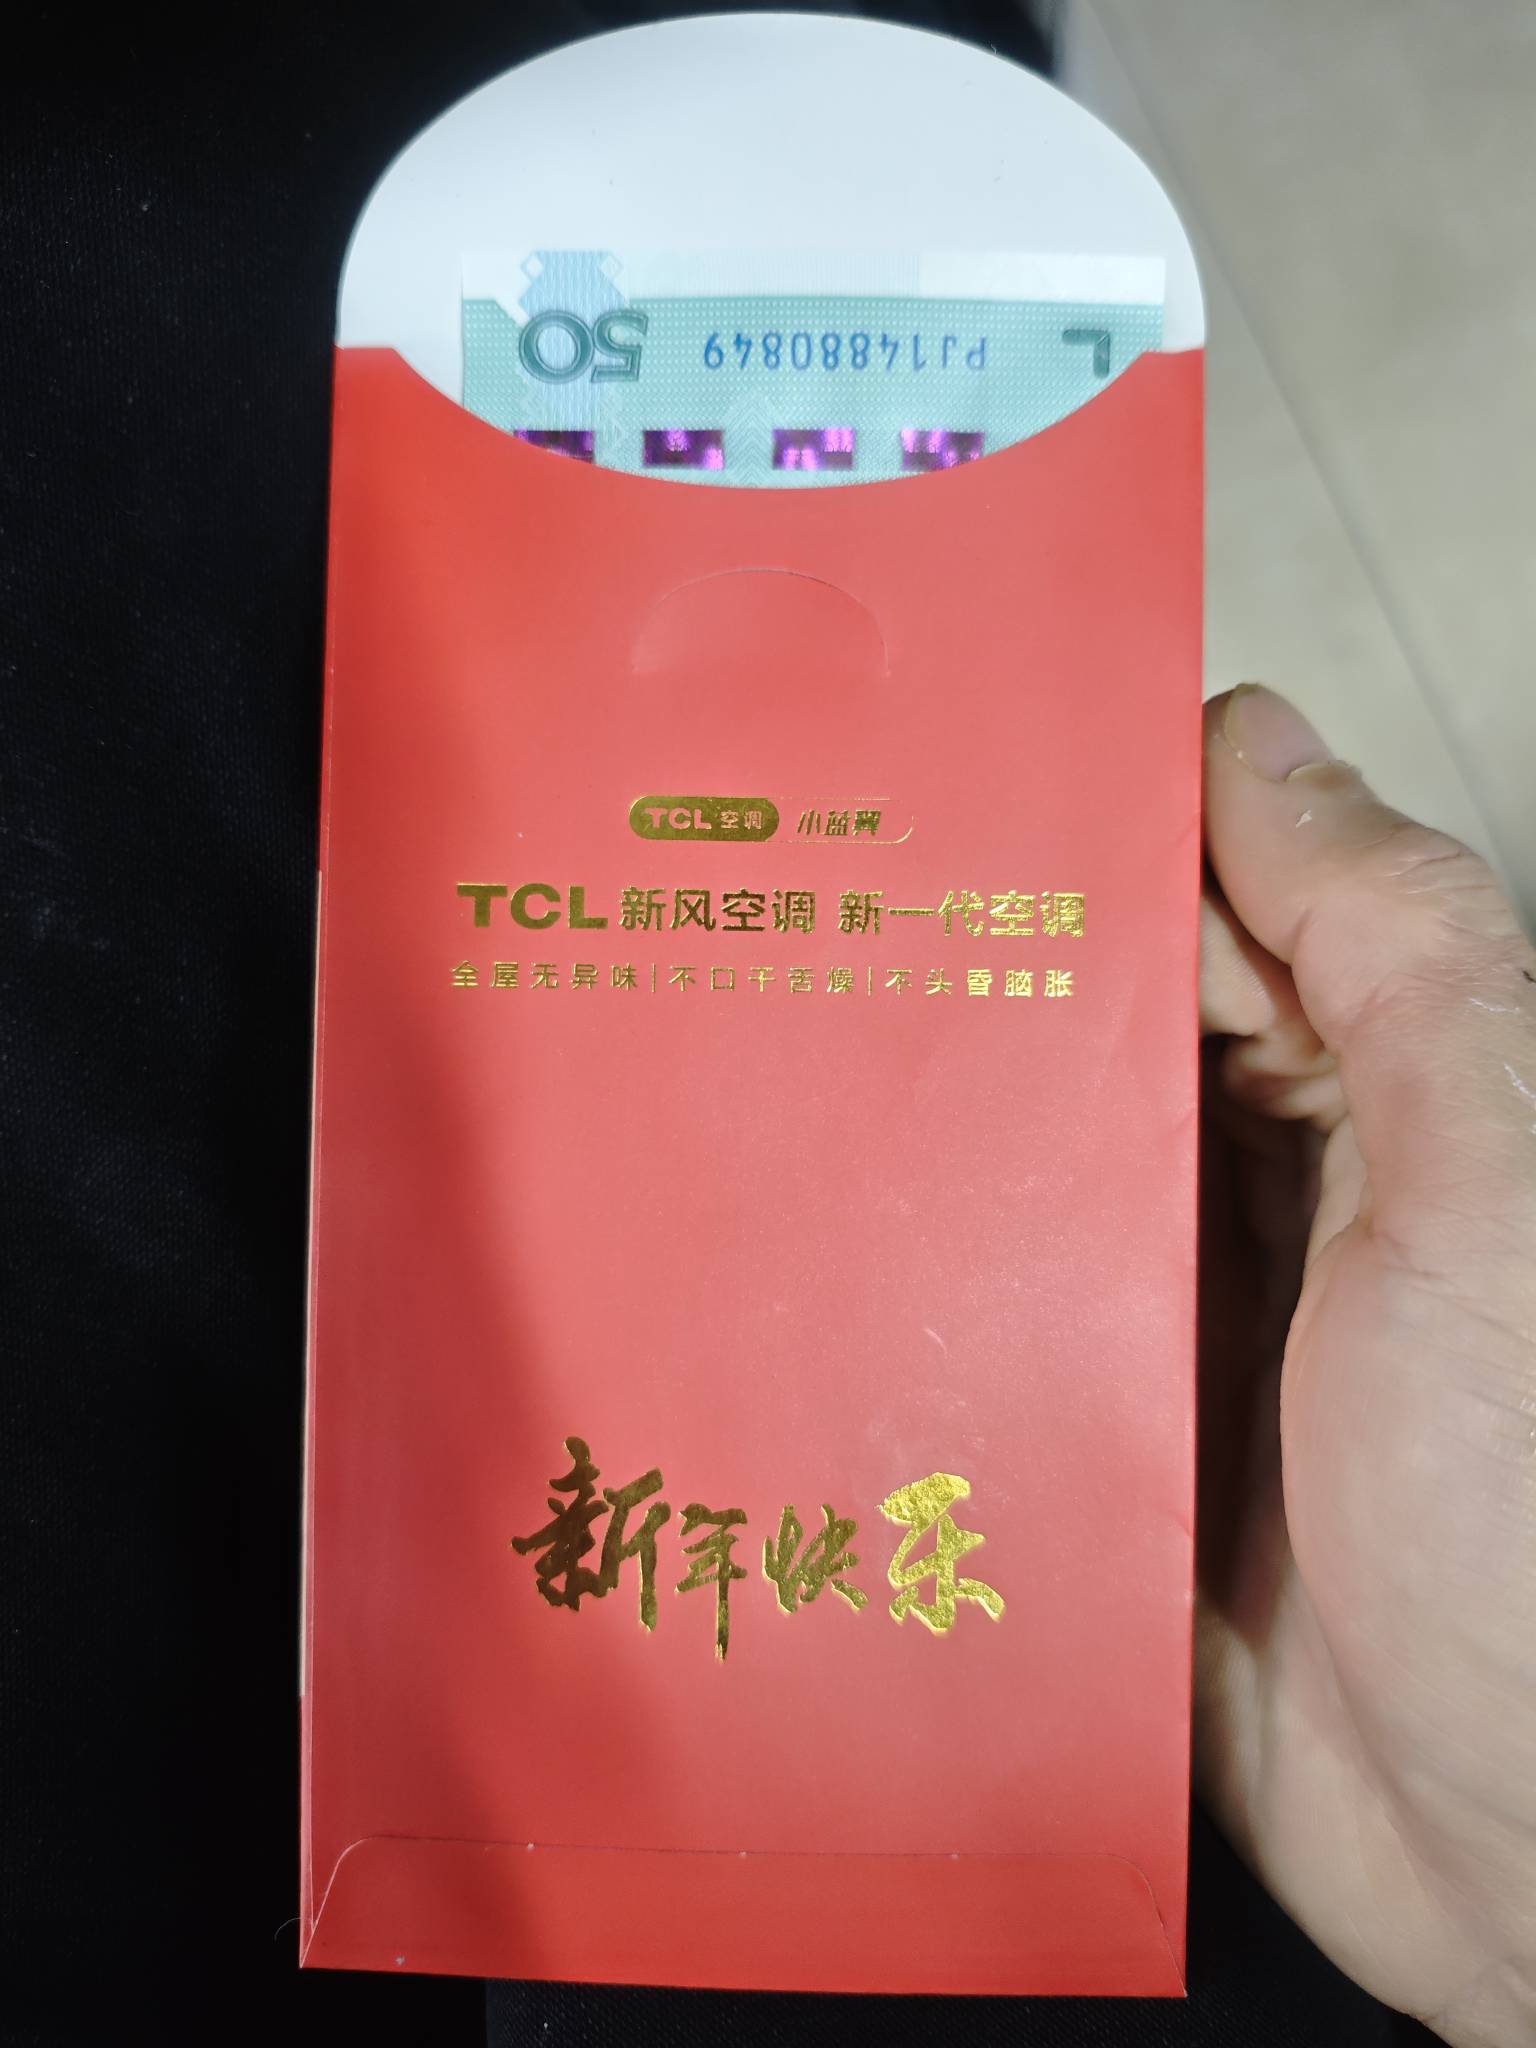 50 PJ14880849
TCL空调 小蓝翼
TCL新风空调 新一代空调
全屋无异味|不口干舌燥|不头昏脑胀
新年快乐